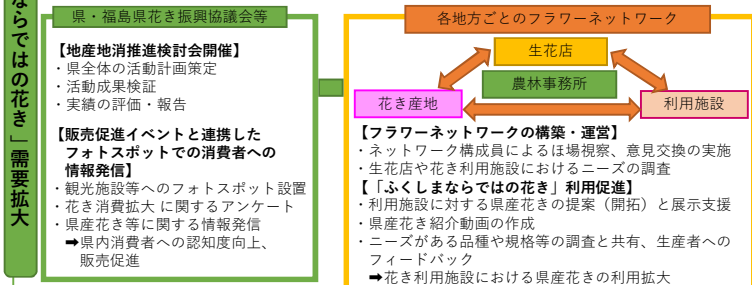 ならではの花き」需要拡大
県・福島県花き振興協議会等
【地産地消推進検討会開催】
・県全体の活動計画策定
・活動成果検証
・実績の評価・報告
【販売促進イベントと連携した
フォトスポットでの消費者への
情報発信】
・観光施設等へのフォトスポット設置
・花き消費拡大 に関するアンケート
・県産花き等に関する情報発信
➡県内消費者への認知度向上、
販売促進
各地方ごとのフラワーネットワーク
生花店
農林事務所
花き産地
利用施設
【フラワーネットワークの構築・運営】
・ネットワーク構成員によるほ場視察、意見交換の実施
・生花店や花き利用施設におけるニーズの調査
【「ふくしまならではの花き」利用促進】
・利用施設に対する県産花きの提案（開拓）と展示支援
・県産花き紹介動画の作成
・ニーズがある品種や規格等の調査と共有、生産者への
フィードバック
➡花き利用施設における県産花きの利用拡大